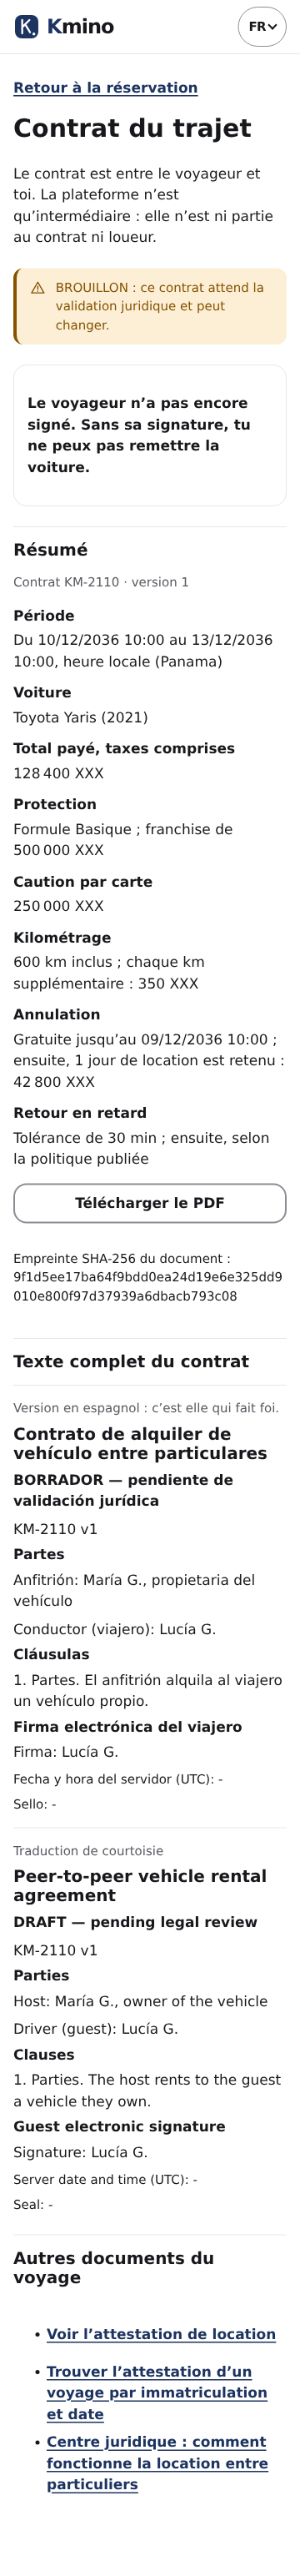 Kmino
FR
Retour à la réservation
Contrat du trajet
Le contrat est entre le voyageur et
toi. La plateforme n’est
qu’intermédiaire : elle n’est ni partie
au contrat ni loueur.
BROUILLON : ce contrat attend la
validation juridique et peut
changer.
Le voyageur n’a pas encore
signé. Sans sa signature, tu
ne peux pas remettre la
voiture.
Résumé
Contrat KM-2110 · version 1
Période
Du 10/12/2036 10:00 au 13/12/2036
10:00, heure locale (Panama)
Voiture
Toyota Yaris (2021)
Total payé, taxes comprises
128 400 XXX
Protection
Formule Basique ; franchise de
500 000 XXX
Caution par carte
250 000 XXX
Kilométrage
600 km inclus ; chaque km
supplémentaire : 350 XXX
Annulation
Gratuite jusqu’au 09/12/2036 10:00 ;
ensuite, 1 jour de location est retenu :
42 800 XXX
Retour en retard
Tolérance de 30 min ; ensuite, selon
la politique publiée
Télécharger le PDF
Empreinte SHA-256 du document :
9f1d5ee17ba64f9bdd0ea24d19e6e325dd9
010e800f97d37939a6dbacb793c08
Texte complet du contrat
Version en espagnol : c’est elle qui fait foi.
Contrato de alquiler de
vehículo entre particulares
BORRADOR — pendiente de
validación jurídica
KM-2110 v1
Partes
Anfitrión: María G., propietaria del
vehículo
Conductor (viajero): Lucía G.
Cláusulas
1. Partes. El anfitrión alquila al viajero
un vehículo propio.
Firma electrónica del viajero
Firma: Lucía G.
Fecha y hora del servidor (UTC): -
Sello: -
Traduction de courtoisie
Peer-to-peer vehicle rental
agreement
DRAFT — pending legal review
KM-2110 v1
Parties
Host: María G., owner of the vehicle
Driver (guest): Lucía G.
Clauses
1. Parties. The host rents to the guest
a vehicle they own.
Guest electronic signature
Signature: Lucía G.
Server date and time (UTC): -
Seal: -
Autres documents du
voyage
• Voir l’attestation de location
• Trouver l’attestation d’un
voyage par immatriculation
et date
• Centre juridique : comment
fonctionne la location entre
particuliers